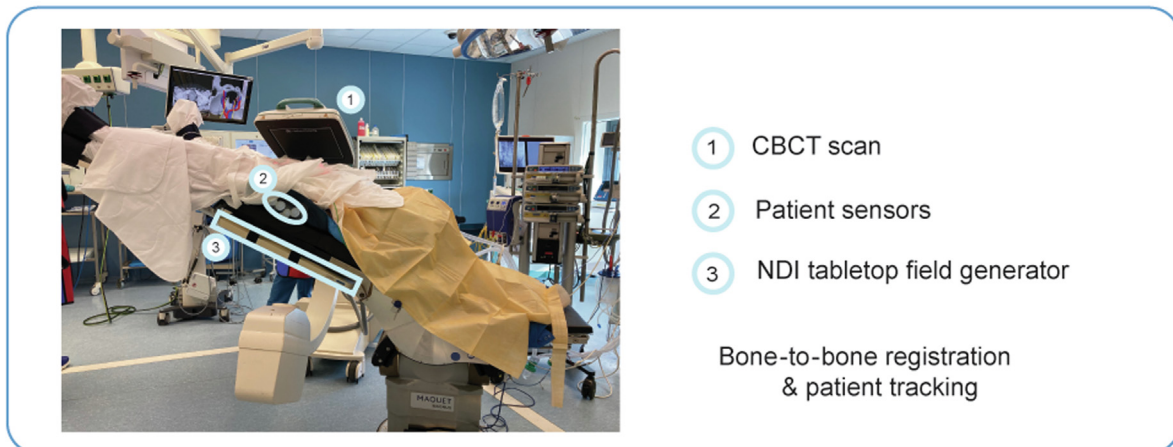 1
2
3
MAQUET
1 CBCT scan
2 Patient sensors
3 NDI tabletop field generator
Bone-to-bone registration
& patient tracking